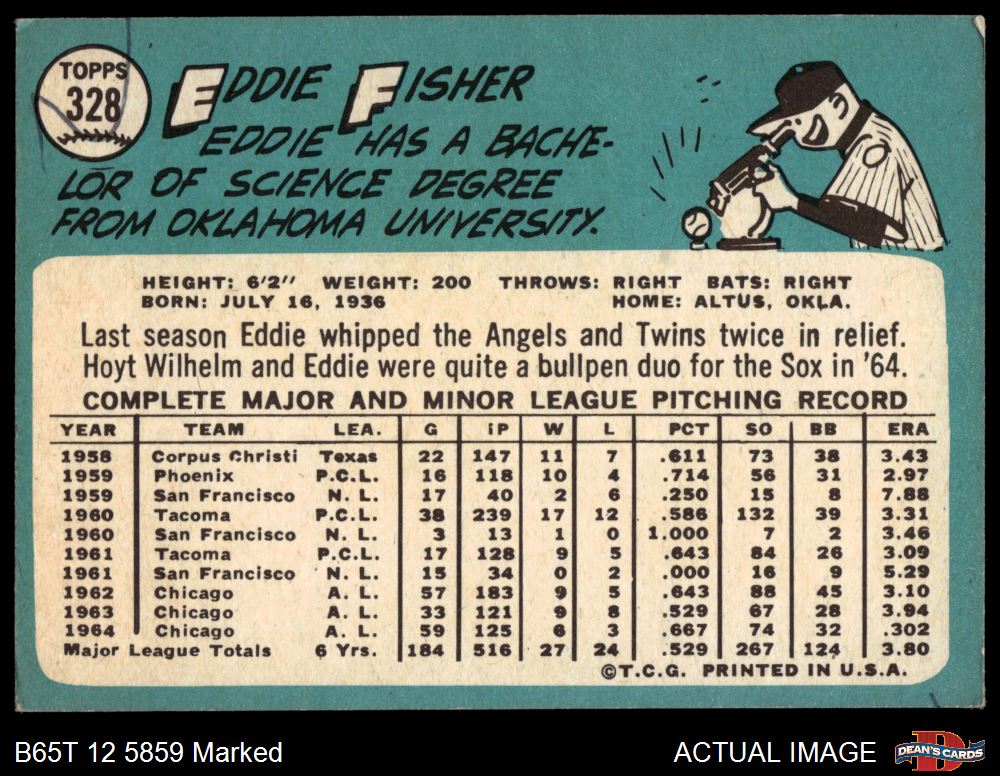 TOPPS
328
EDDIE FISHER
EDDIE HAS A BACHE-
LOR OF SCIENCE DEGREE
FROM OKLAHOMA UNIVERSITY.
HEIGHT: 6'2" WEIGHT: 200 THROWS: RIGHT BATS: RIGHT
BORN: JULY 16, 1936 HOME: ALTUS, OKLA.
Last season Eddie whipped the Angels and Twins twice in relief.
Hoyt Wilhelm and Eddie were quite a bullpen duo for the Sox in '64.
COMPLETE MAJOR AND MINOR LEAGUE PITCHING RECORD
YEAR TEAM LEA. G IP W L PCT SO BB ERA
1958 Corpus Christi Texas 22 147 11 7 .611 73 38 3.43
1959 Phoenix P.C.L. 16 118 10 4 .714 56 31 2.97
1959 San Francisco N. L. 17 40 2 6 .250 15 8 7.88
1960 Tacoma P.C.L. 38 239 17 12 .586 132 39 3.31
1960 San Francisco N. L. 3 13 1 0 1.000 7 2 3.46
1961 Tacoma P.C.L. 17 128 9 5 .643 84 26 3.09
1961 San Francisco N. L. 15 34 0 2 .000 16 9 5.29
1962 Chicago A. L. 57 183 9 5 .643 88 45 3.10
1963 Chicago A. L. 33 121 9 8 .529 67 28 3.94
1964 Chicago A. L. 59 125 6 3 .667 74 32 .302
Major League Totals 6 Yrs. 184 516 27 24 .529 267 124 3.80
©T.C.G. PRINTED IN U.S.A.
B65T 12 5859 Marked
ACTUAL IMAGE
D
DEAN'S CARDS